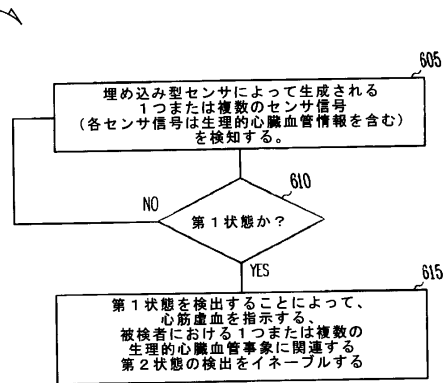 605
埋め込み型センサによって生成される
1つまたは複数のセンサ信号
(各センサ信号は生理的心臓血管情報を含む)
を検知する。
610
NO
第1状態か?
YES
615
第1状態を検出することによって、
心筋虚血を指示する、
被検者における1つまたは複数の
生理的心臓血管事象に関連する
第2状態の検出をイネーブルする